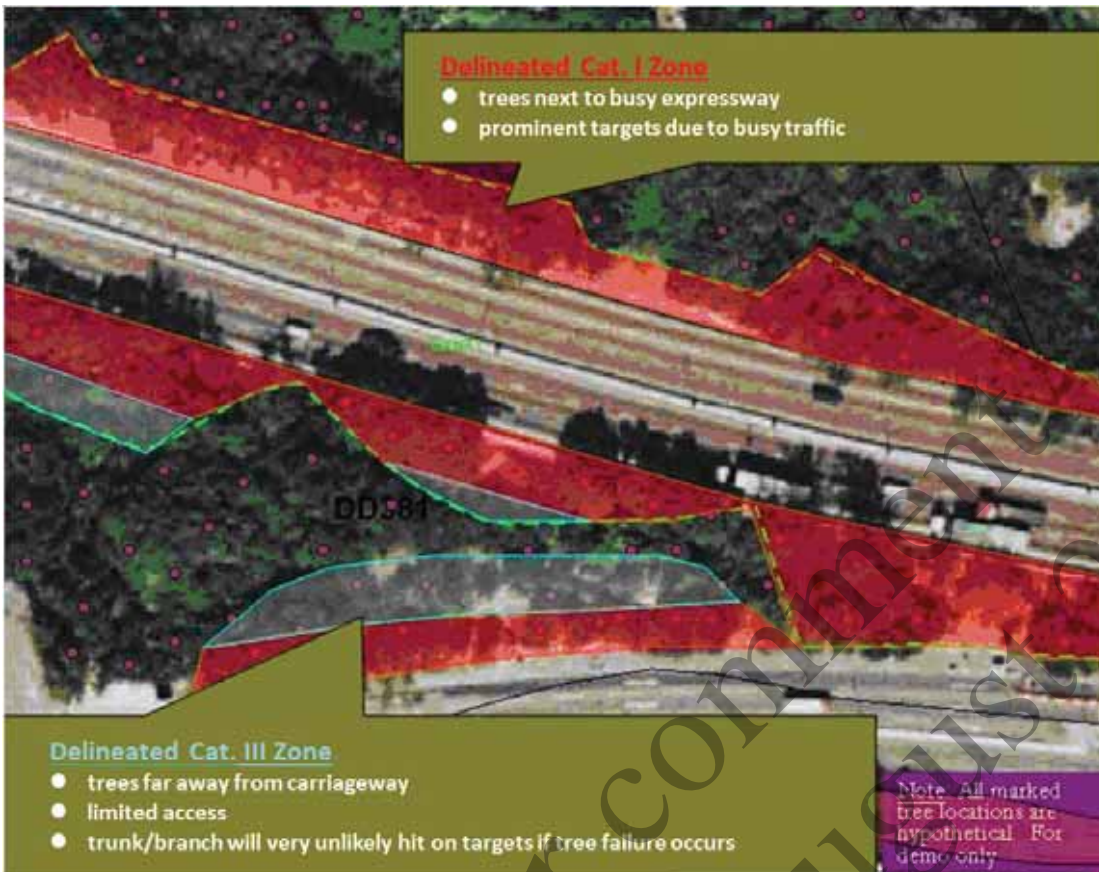 Delineated Cat. I Zone
● trees next to busy expressway
● prominent targets due to busy traffic
DD381
Delineated Cat. III Zone
● trees far away from carriageway
● limited access
● trunk/branch will very unlikely hit on targets if tree failure occurs
Note: All marked
tree locations are
hypothetical. For
demo only
comment